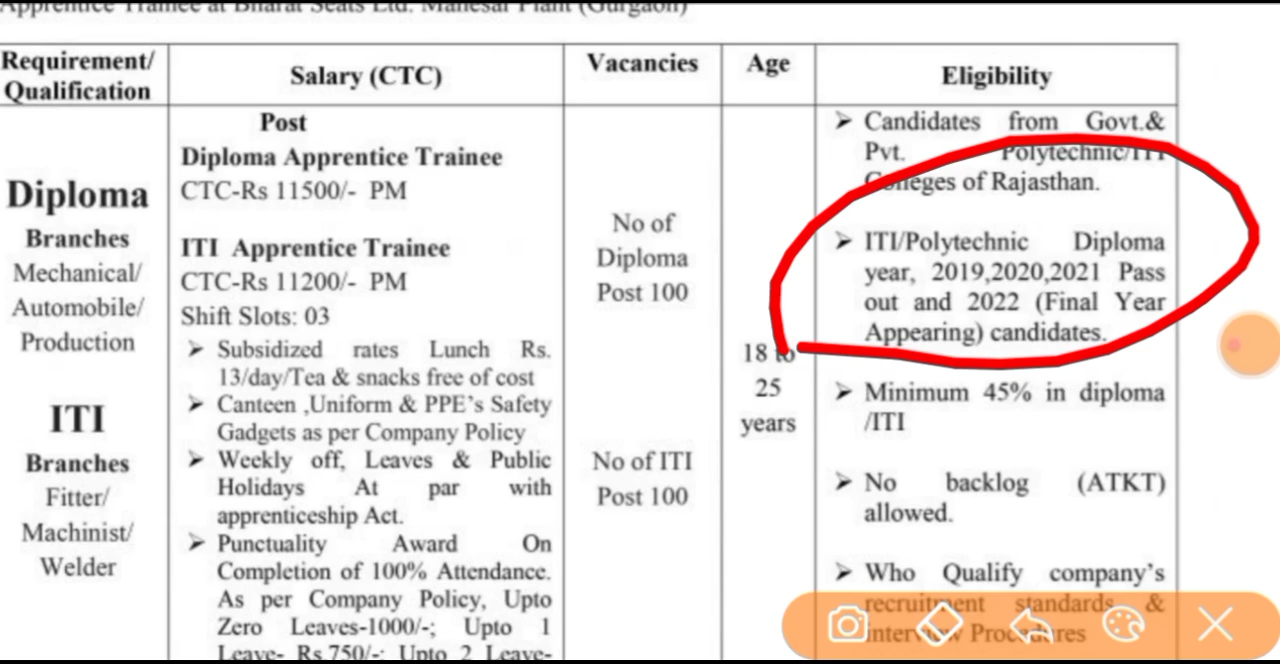 Apprentice Trainee at Bharat Seats Ltd. Manesar Plant (Gurgaon)
Requirement/
Qualification
Salary (CTC)
Vacancies
Age
Eligibility
Diploma
Branches
Mechanical/
Automobile/
Production
ITI
Branches
Fitter/
Machinist/
Welder
Post
Diploma Apprentice Trainee
CTC-Rs 11500/- PM
ITI Apprentice Trainee
CTC-Rs 11200/- PM
Shift Slots: 03
➤ Subsidized rates Lunch Rs.
13/day/Tea & snacks free of cost
➤ Canteen ,Uniform & PPE's Safety
Gadgets as per Company Policy
➤ Weekly off, Leaves & Public
Holidays At par with
apprenticeship Act.
➤ Punctuality Award On
Completion of 100% Attendance.
As per Company Policy, Upto
Zero Leaves-1000/-; Upto 1
Leave- Rs.750/-; Upto 2 Leave-
No of
Diploma
Post 100
No of ITI
Post 100
18 to
25
years
➤ Candidates from Govt.&
Pvt. Polytechnic/ITI
Colleges of Rajasthan.
➤ ITI/Polytechnic Diploma
year, 2019,2020,2021 Pass
out and 2022 (Final Year
Appearing) candidates.
➤ Minimum 45% in diploma
/ITI
➤ No backlog (ATKT)
allowed.
➤ Who Qualify company's
recruitment standards &
interview Procedures